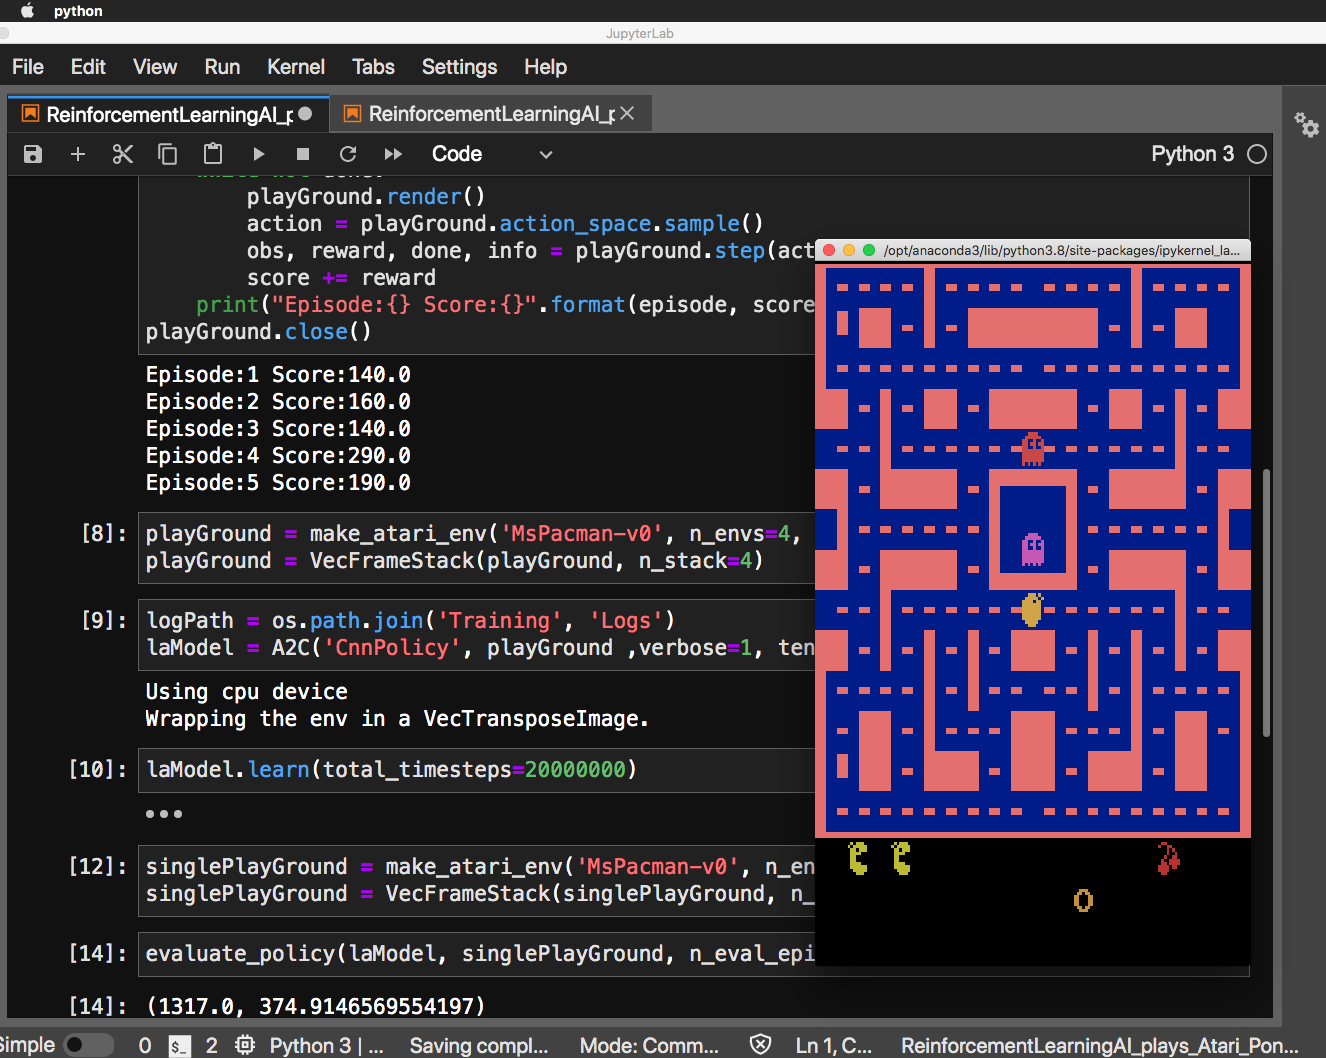 python
JupyterLab
File Edit View Run Kernel Tabs Settings Help
ReinforcementLearningAI_p ReinforcementLearningAI_p
Code Python 3
playGround.render()
action = playGround.action_space.sample()
obs, reward, done, info = playGround.step(act
score += reward
print("Episode:{} Score:{}".format(episode, score
playGround.close()
Episode:1 Score:140.0
Episode:2 Score:160.0
Episode:3 Score:140.0
Episode:4 Score:290.0
Episode:5 Score:190.0
[8]: playGround = make_atari_env('MsPacman-v0', n_envs=4,
playGround = VecFrameStack(playGround, n_stack=4)
[9]: logPath = os.path.join('Training', 'Logs')
laModel = A2C('CnnPolicy', playGround ,verbose=1, ten
Using cpu device
Wrapping the env in a VecTransposeImage.
[10]: laModel.learn(total_timesteps=20000000)
•••
[12]: singlePlayGround = make_atari_env('MsPacman-v0', n_en
singlePlayGround = VecFrameStack(singlePlayGround, n_
[14]: evaluate_policy(laModel, singlePlayGround, n_eval_epi
[14]: (1317.0, 374.9146569554197)
/opt/anaconda3/lib/python3.8/site-packages/ipykernel_la...
0
Simple 0 $_ 2 Python 3 | ... Saving compl... Mode: Comm... Ln 1, C... ReinforcementLearningAI_plays_Atari_Pon...